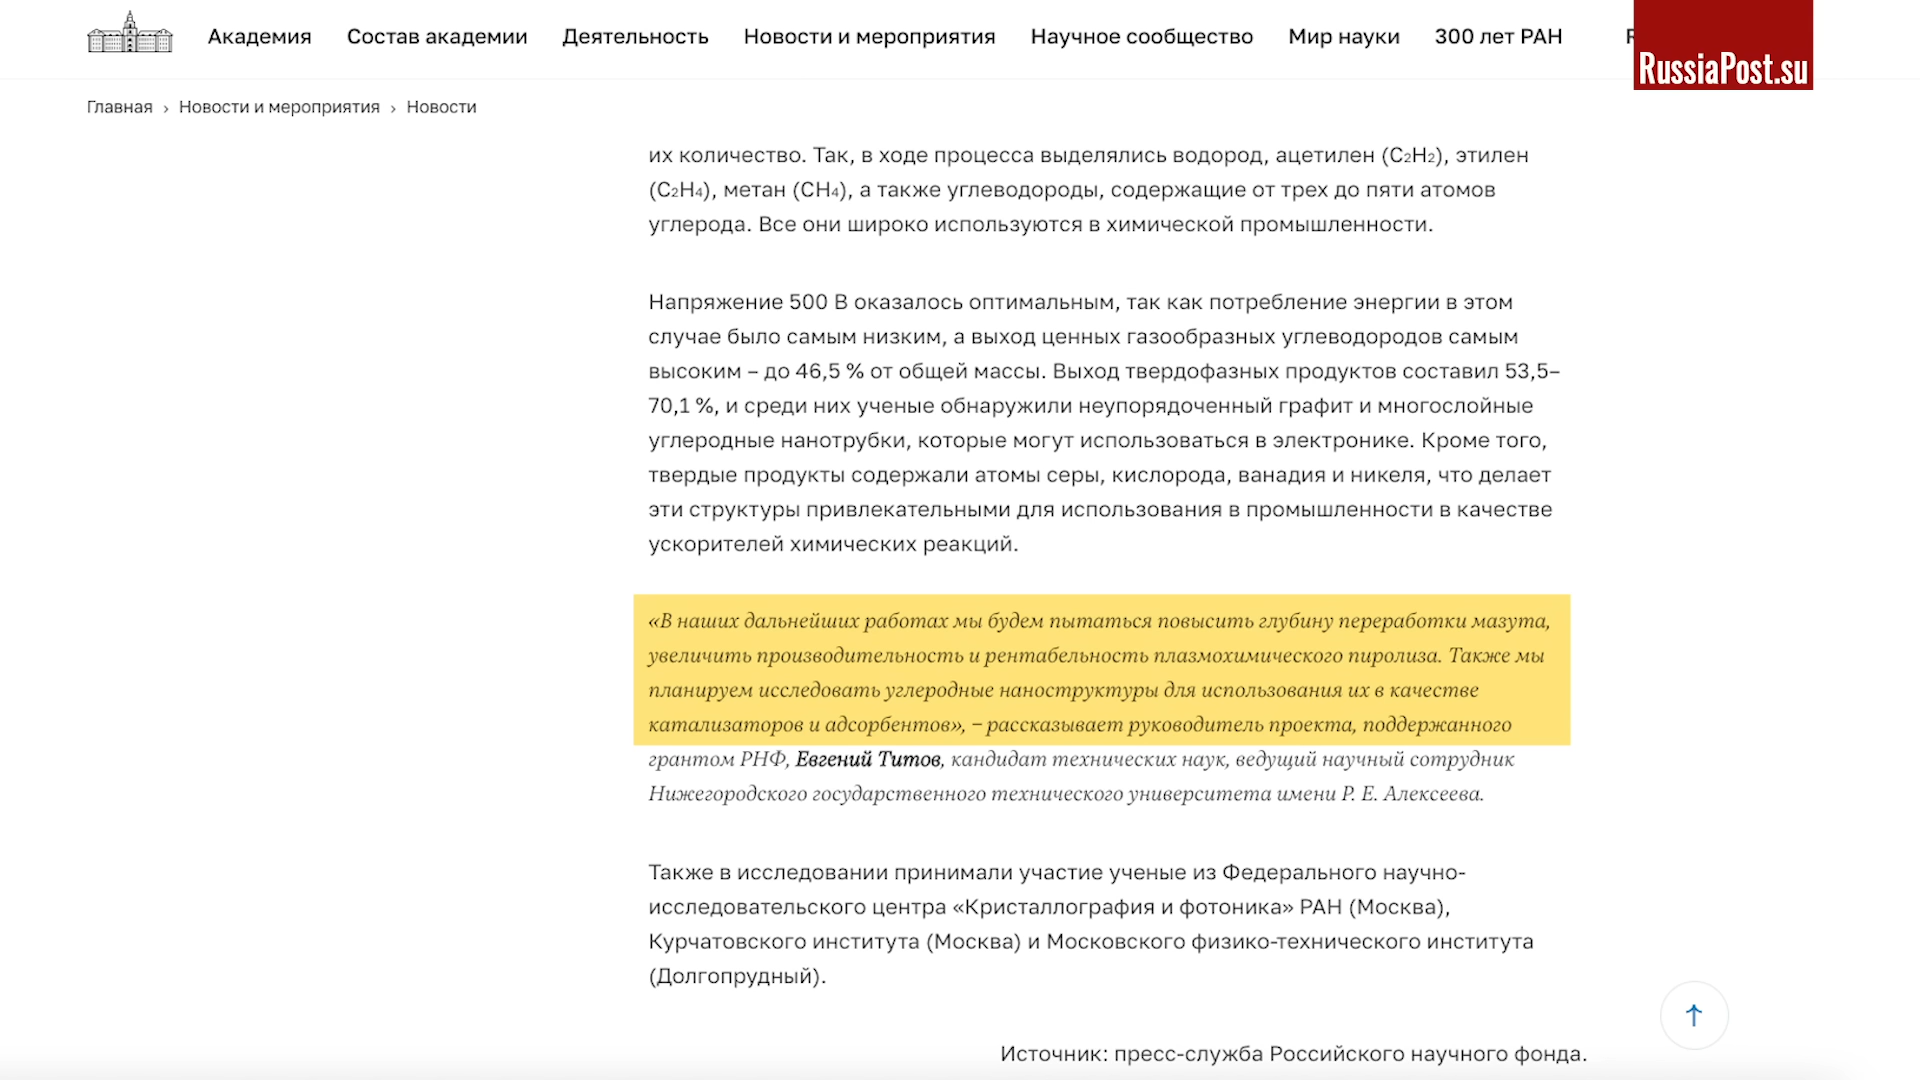 Академия Состав академии Деятельность Новости и мероприятия Научное сообщество Мир науки 300 лет РАН
RussiaPost.su
Главная › Новости и мероприятия › Новости
их количество. Так, в ходе процесса выделялись водород, ацетилен (C₂H₂), этилен
(C₂H₄), метан (CH₄), а также углеводороды, содержащие от трех до пяти атомов
углерода. Все они широко используются в химической промышленности.
Напряжение 500 В оказалось оптимальным, так как потребление энергии в этом
случае было самым низким, а выход ценных газообразных углеводородов самым
высоким – до 46,5 % от общей массы. Выход твердофазных продуктов составил 53,5–
70,1 %, и среди них ученые обнаружили неупорядоченный графит и многослойные
углеродные нанотрубки, которые могут использоваться в электронике. Кроме того,
твердые продукты содержали атомы серы, кислорода, ванадия и никеля, что делает
эти структуры привлекательными для использования в промышленности в качестве
ускорителей химических реакций.
«В наших дальнейших работах мы будем пытаться повысить глубину переработки мазута,
увеличить производительность и рентабельность плазмохимического пиролиза. Также мы
планируем исследовать углеродные наноструктуры для использования их в качестве
катализаторов и адсорбентов», – рассказывает руководитель проекта, поддержанного
грантом РНФ, Евгений Титов, кандидат технических наук, ведущий научный сотрудник
Нижегородского государственного технического университета имени Р. Е. Алексеева.
Также в исследовании принимали участие ученые из Федерального научно-
исследовательского центра «Кристаллография и фотоника» РАН (Москва),
Курчатовского института (Москва) и Московского физико-технического института
(Долгопрудный).
Источник: пресс-служба Российского научного фонда.